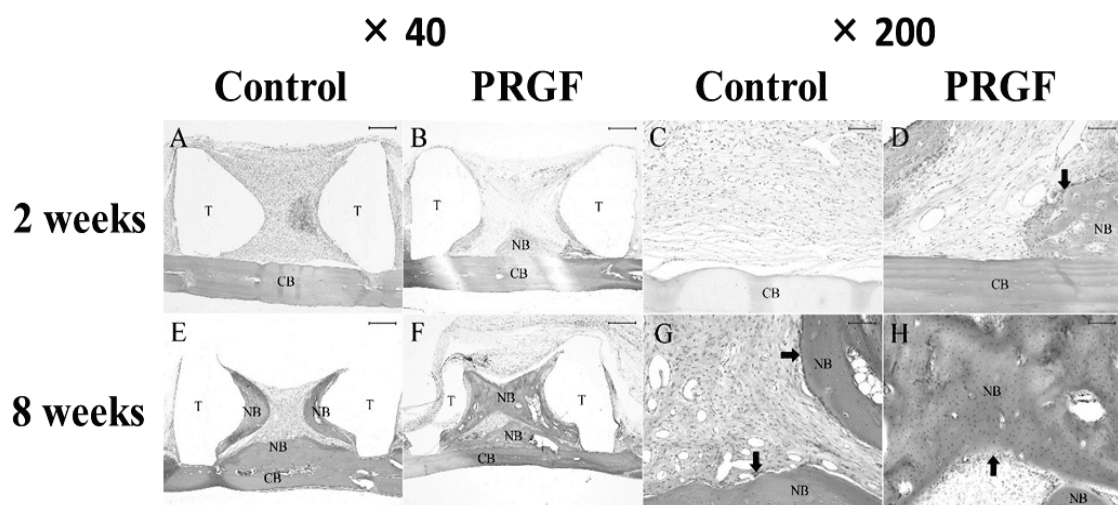 × 40 × 200
Control PRGF Control PRGF
2 weeks
A B C D
T T T T
NB NB
CB CB CB CB
8 weeks
E F G H
T NB NB T T NB T NB NB
NB NB
CB CB NB NB